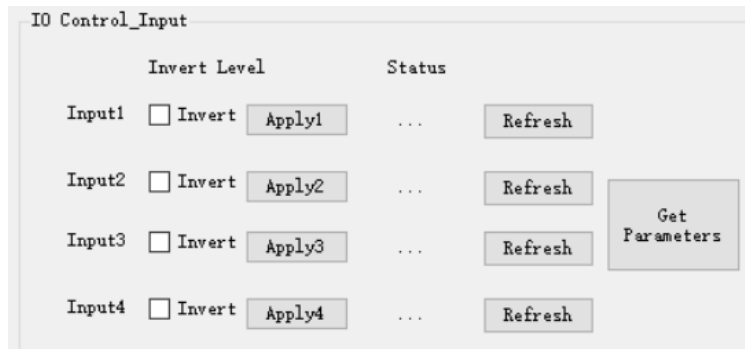 IO Control_Input
Invert Level Status
Input1 Invert Apply1 ... Refresh
Input2 Invert Apply2 ... Refresh
Get
Parameters
Input3 Invert Apply3 ... Refresh
Input4 Invert Apply4 ... Refresh